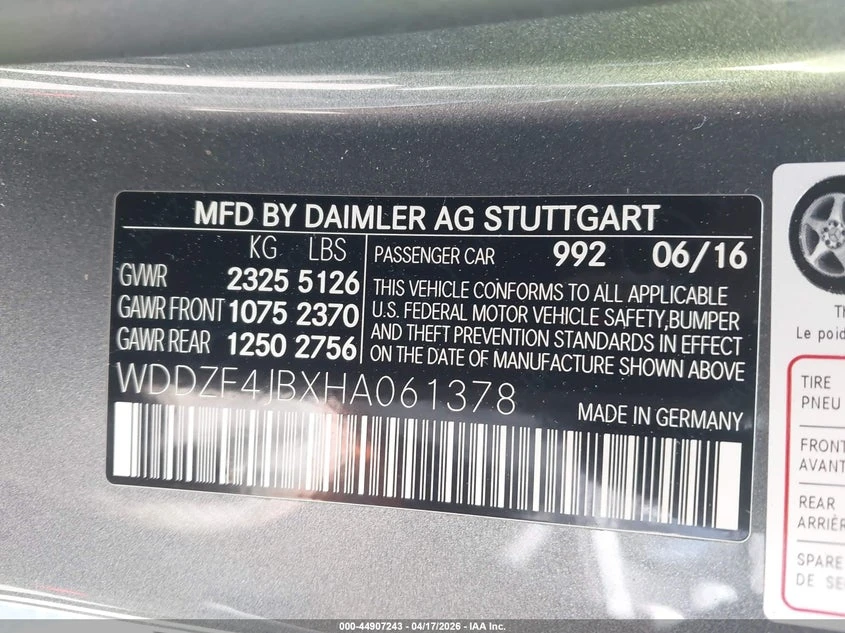 MFD BY DAIMLER AG STUTTGART
KG LBS
GVWR 2325 5126
GAWR FRONT 1075 2370
GAWR REAR 1250 2756
PASSENGER CAR 992 06/16
THIS VEHICLE CONFORMS TO ALL APPLICABLE
U.S. FEDERAL MOTOR VEHICLE SAFETY,BUMPER
AND THEFT PREVENTION STANDARDS IN EFFECT
ON THE DATE OF MANUFACTURE SHOWN ABOVE
WDDZF4JBXHA061378
MADE IN GERMANY
Th
Le poid
TIRE
PNEU
FRONT
AVANT
REAR
ARRIÈR
SPARE
DE SE
000-44907243 - 04/17/2026 - IAA Inc.